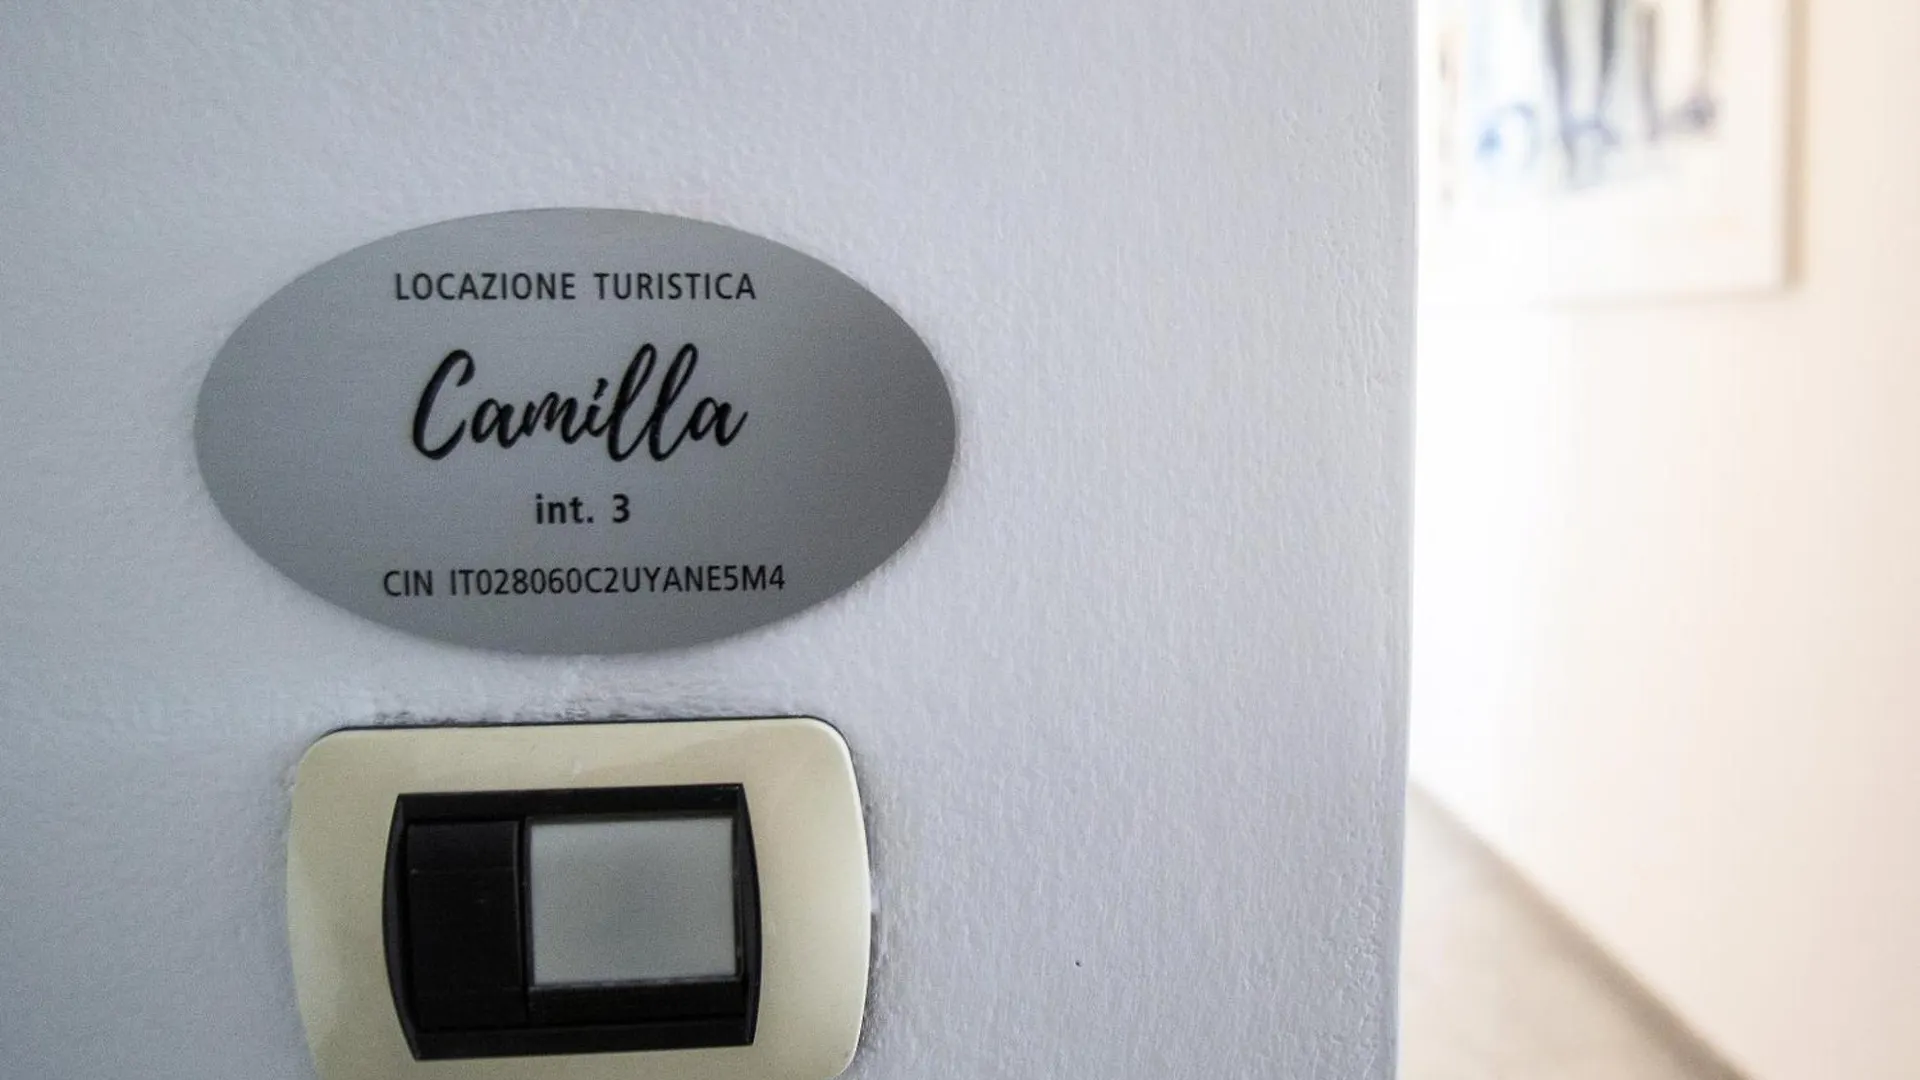 LOCAZIONE TURISTICA
Camilla
int. 3
CIN IT028060C2UYANE5M4